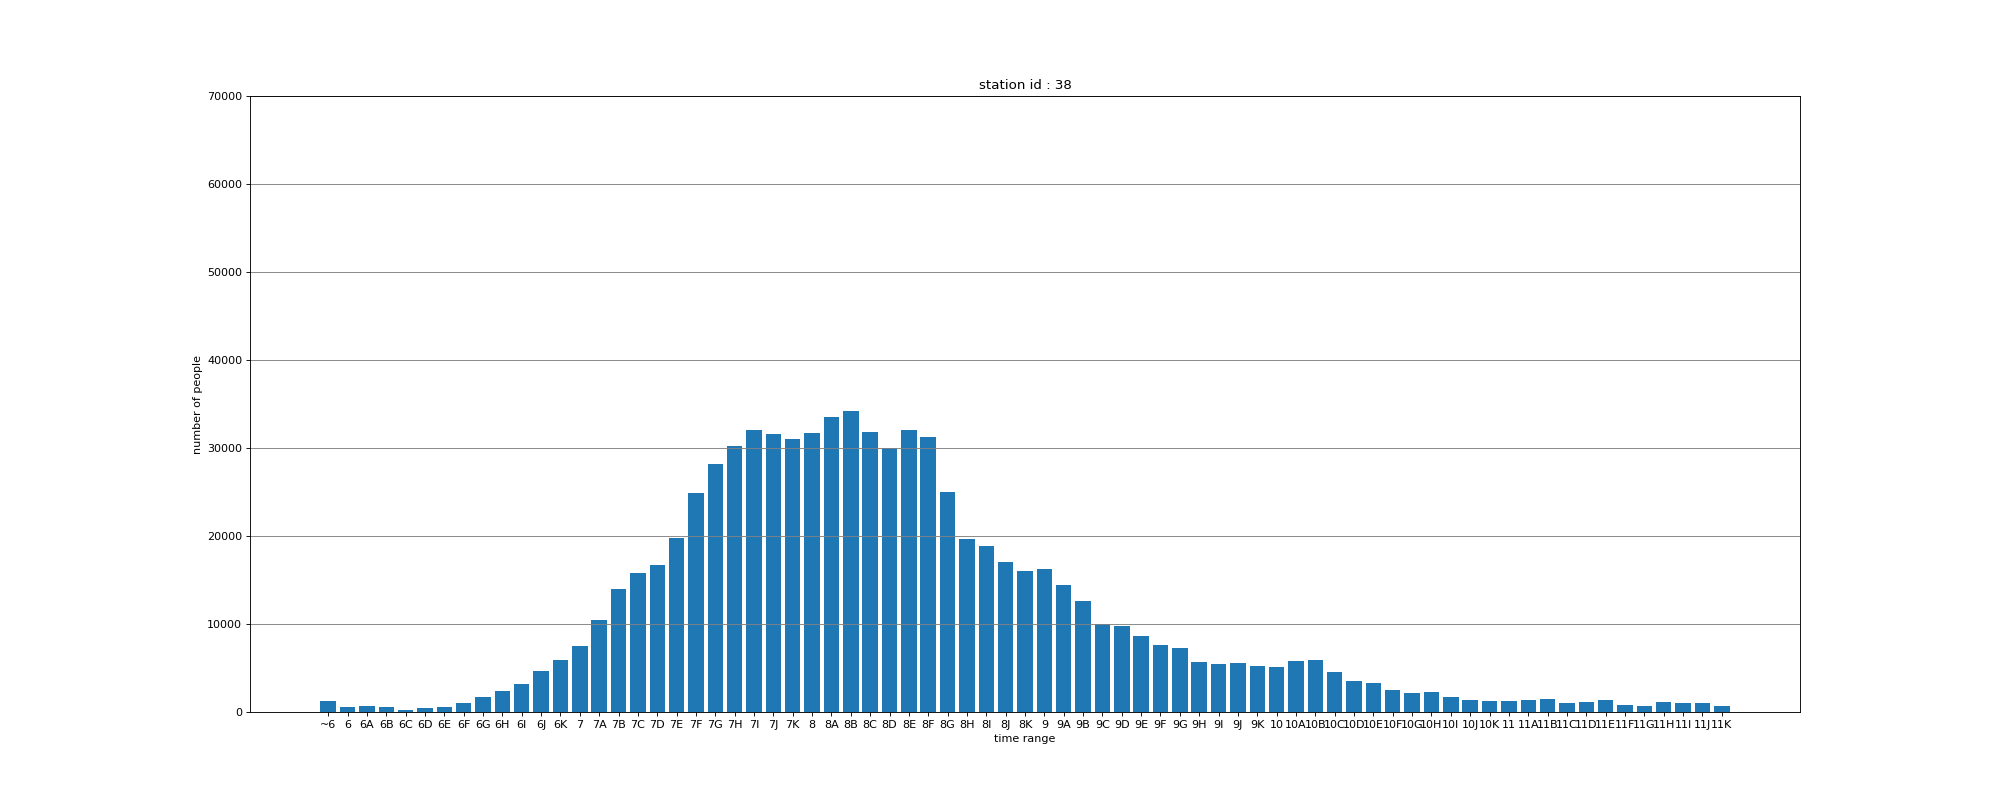 station id : 38
70000
60000
50000
40000
30000
20000
10000
0
number of people
~6 6 6A 6B 6C 6D 6E 6F 6G 6H 6I 6J 6K 7 7A 7B 7C 7D 7E 7F 7G 7H 7I 7J 7K 8 8A 8B 8C 8D 8E 8F 8G 8H 8I 8J 8K 9 9A 9B 9C 9D 9E 9F 9G 9H 9I 9J 9K 10 10A 10B 10C 10D 10E 10F 10G 10H 10I 10J 10K 11 11A 11B 11C 11D 11E 11F 11G 11H 11I 11J 11K
time range